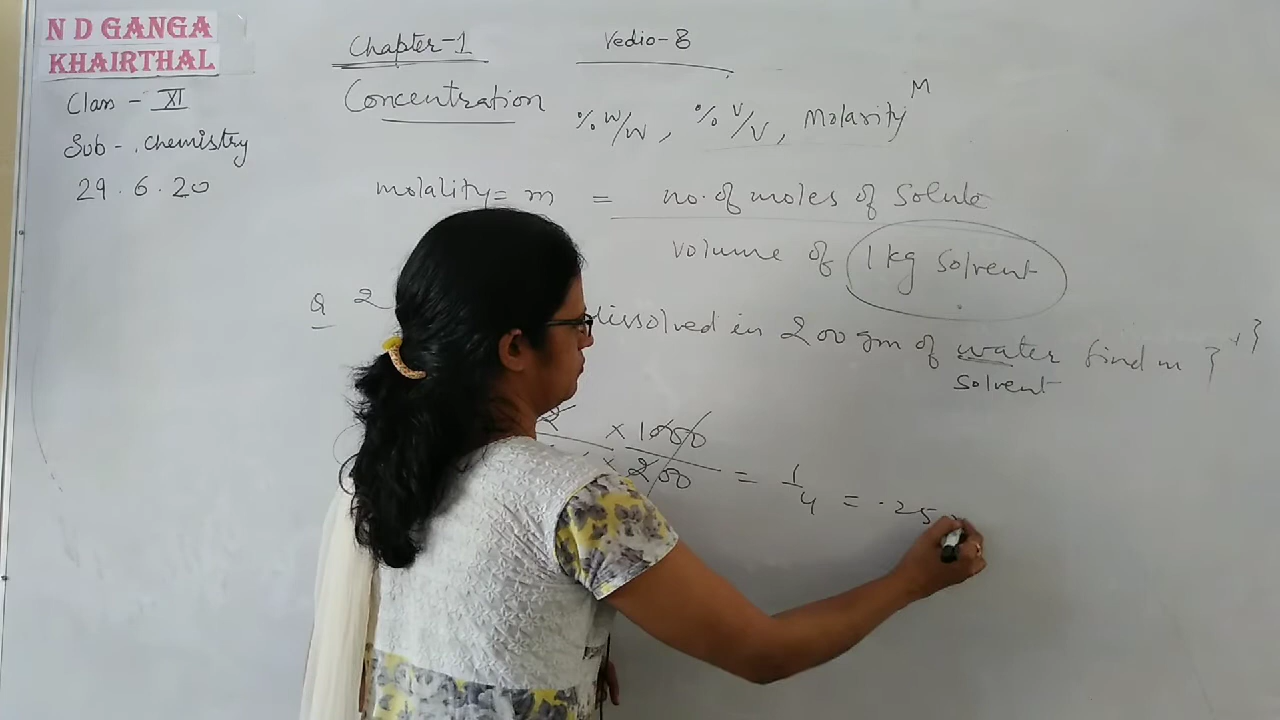 N D GANGA
KHAIRTHAL
Class - XI
Sub - Chemistry
29.6.20
Chapter-1
Vedio-8
Concentration
% W/W, % V/V, Molarity M
molality = m = no. of moles of Solute
volume of 1 kg solvent
Q 2 dissolved in 200 gm of water find m ?
solvent
2 × 1000
× 200 = 1/4 = .25